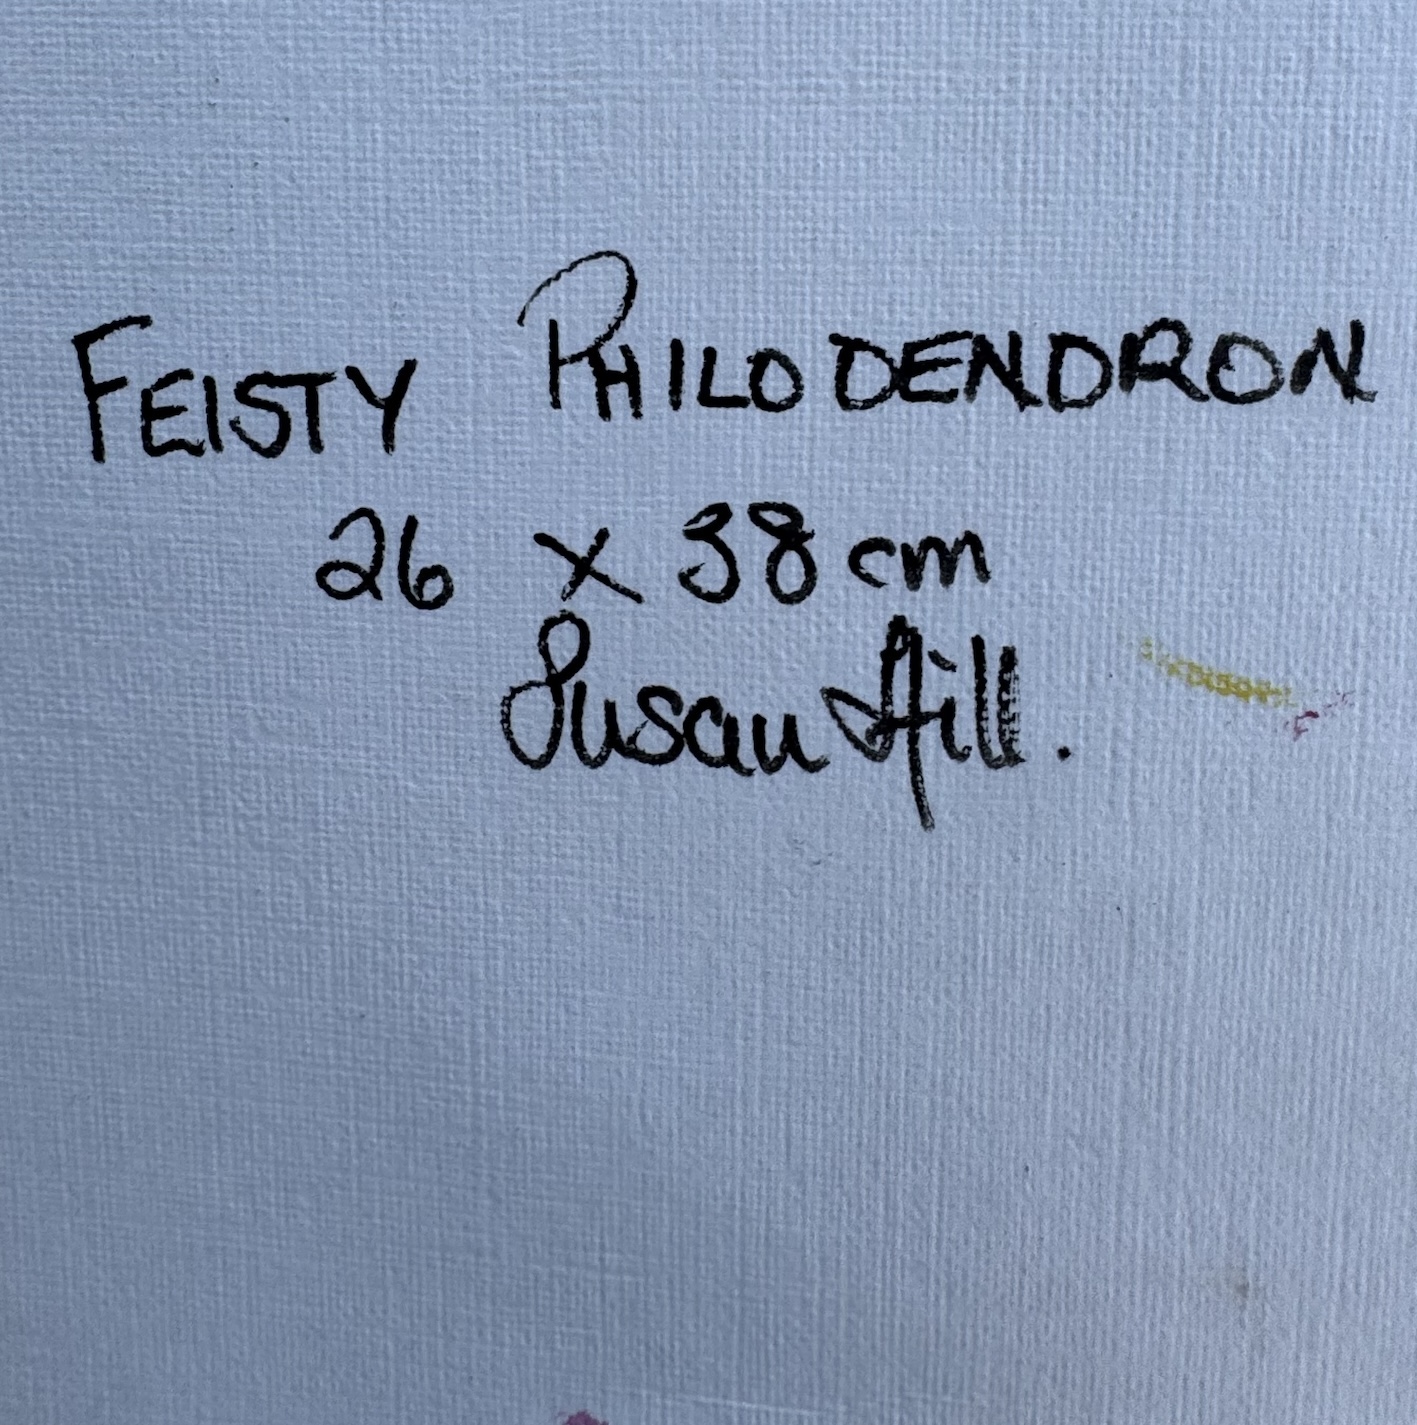 FEISTY PHILODENDRON
26 x 38 cm
Susan Hill.